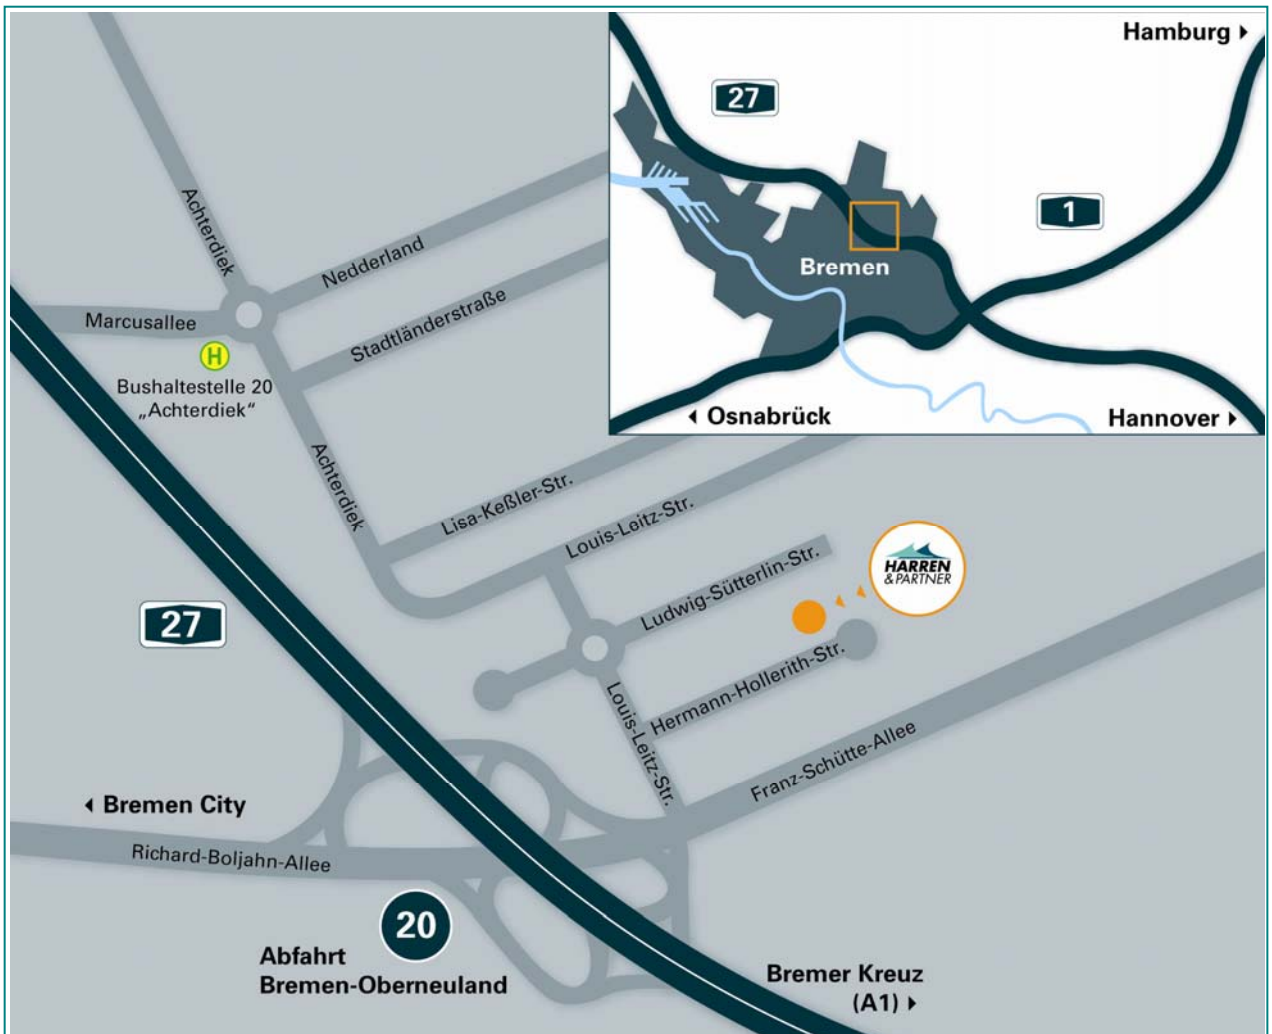 Hamburg
27
1
Bremen
Osnabrück
Hannover
Achterdiek
Nedderland
Stadtländerstraße
Marcusallee
H
Bushaltestelle 20
„Achterdiek“
Achterdiek
Lisa-Keßler-Str.
Louis-Leitz-Str.
Ludwig-Sütterlin-Str.
HARREN
& PARTNER
27
Hermann-Hollerith-Str.
Louis-Leitz-Str.
Franz-Schütte-Allee
Bremen City
Richard-Boljahn-Allee
20
Abfahrt
Bremen-Oberneuland
Bremer Kreuz
(A1)